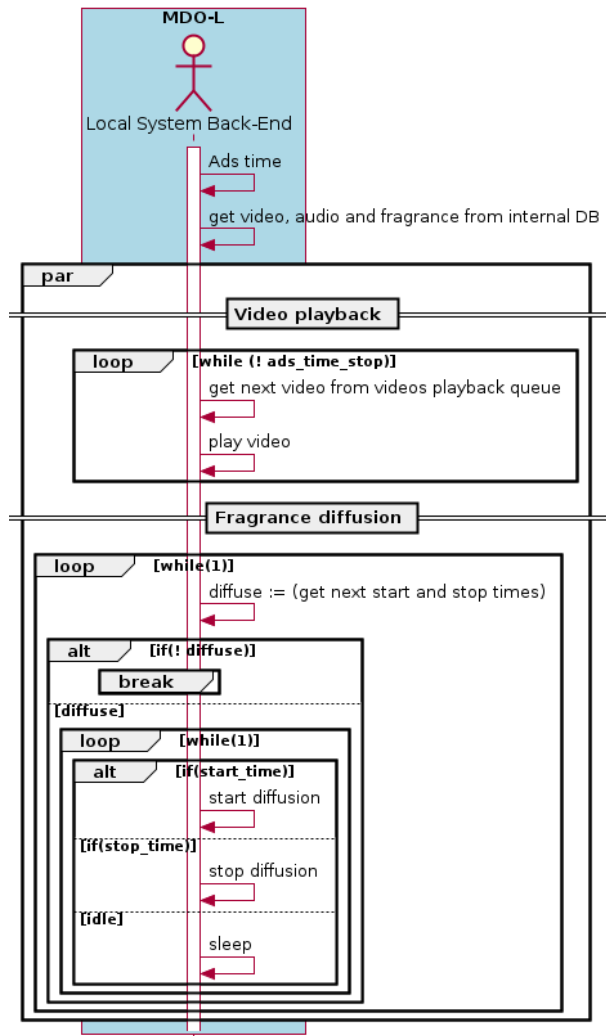 MDO-L
Local System Back-End
Ads time
get video, audio and fragrance from internal DB
par
Video playback
loop [while (! ads_time_stop)]
get next video from videos playback queue
play video
Fragrance diffusion
loop [while(1)]
diffuse := (get next start and stop times)
alt [if(! diffuse)]
break
[diffuse]
loop [while(1)]
alt [if(start_time)]
start diffusion
[if(stop_time)]
stop diffusion
[idle]
sleep